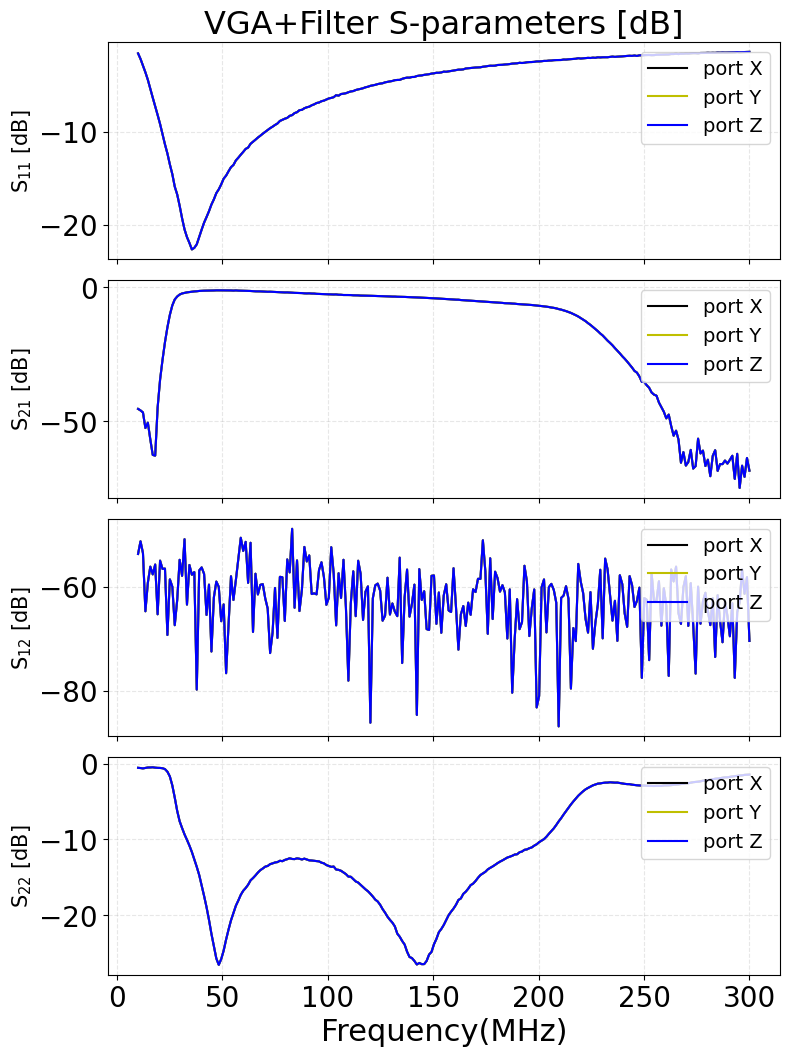 VGA+Filter S-parameters [dB]
S11 [dB]
−10
−20
port X
port Y
port Z
S21 [dB]
0
−50
port X
port Y
port Z
S12 [dB]
−60
−80
port X
port Y
port Z
S22 [dB]
0
−10
−20
port X
port Y
port Z
0 50 100 150 200 250 300
Frequency(MHz)